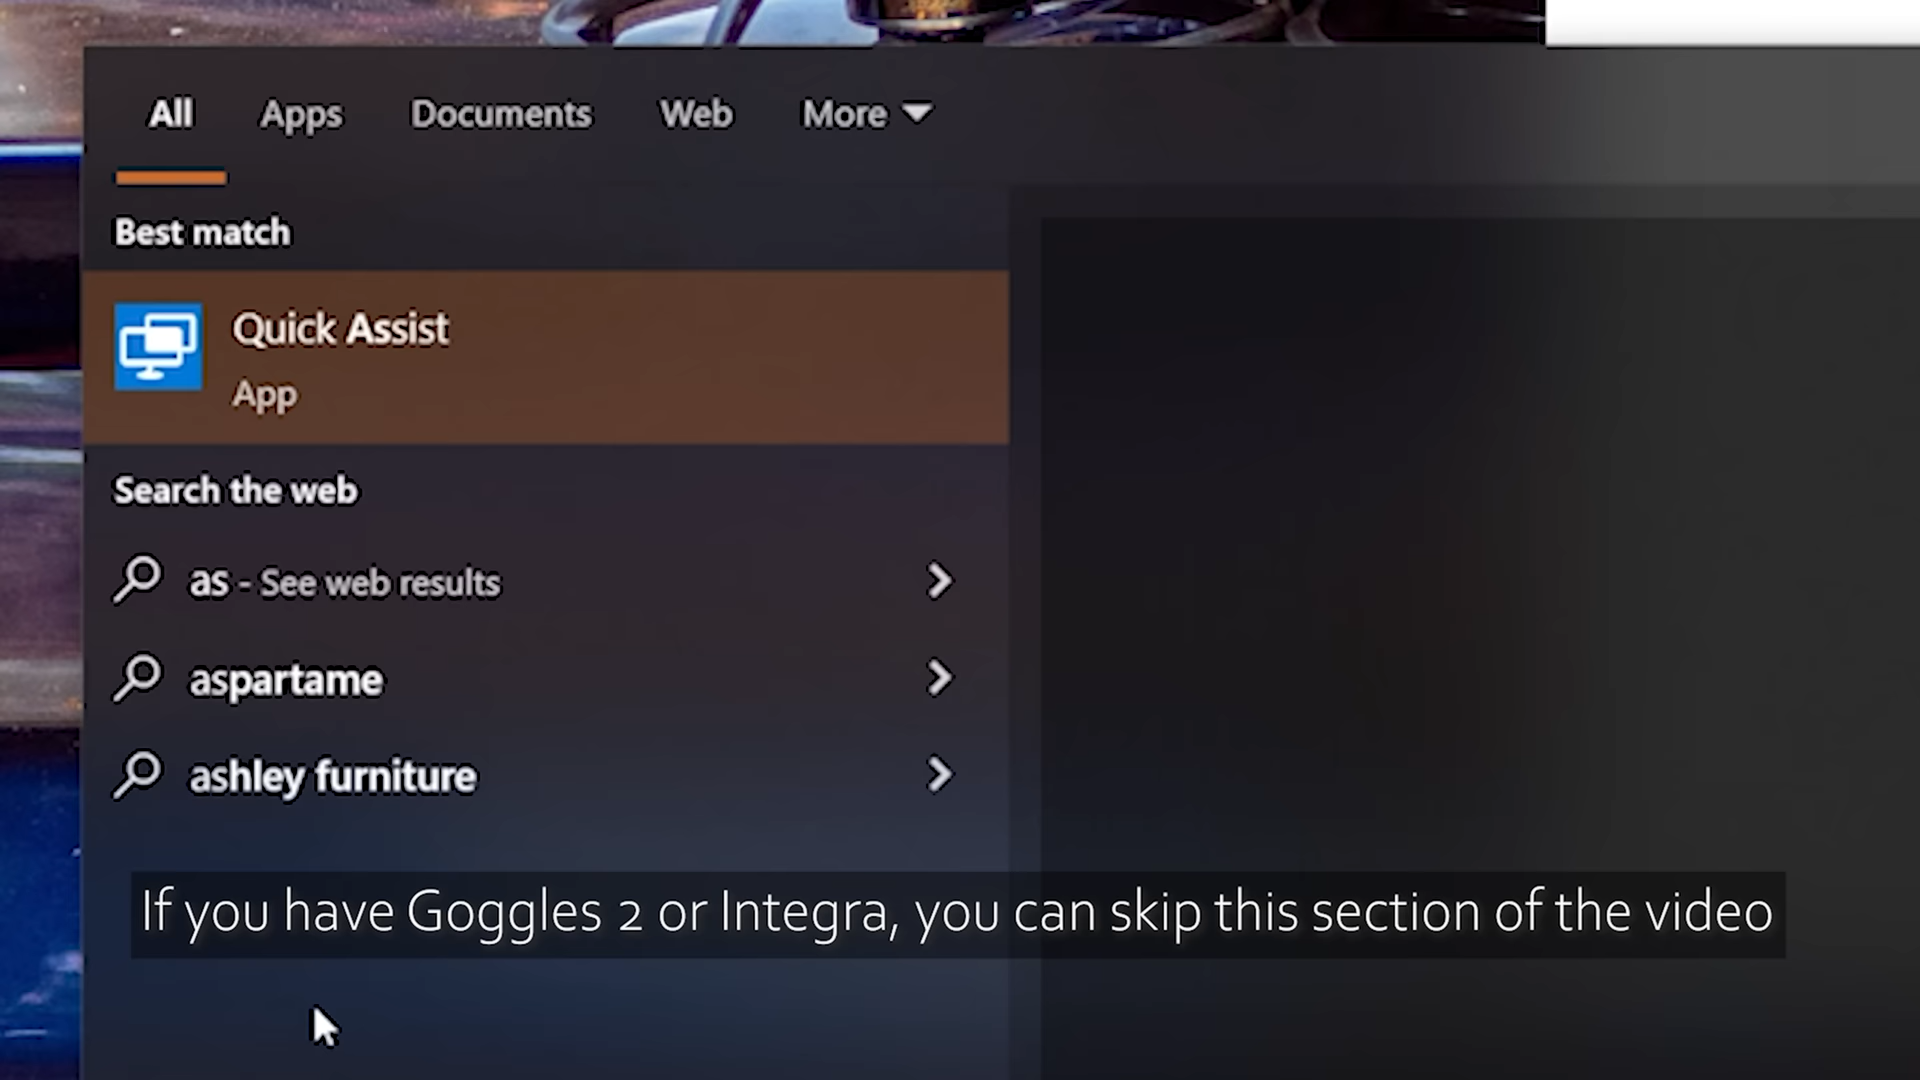 All Apps Documents Web More
Best match
Quick Assist
App
Search the web
as - See web results
aspartame
ashley furniture
If you have Goggles 2 or Integra, you can skip this section of the video